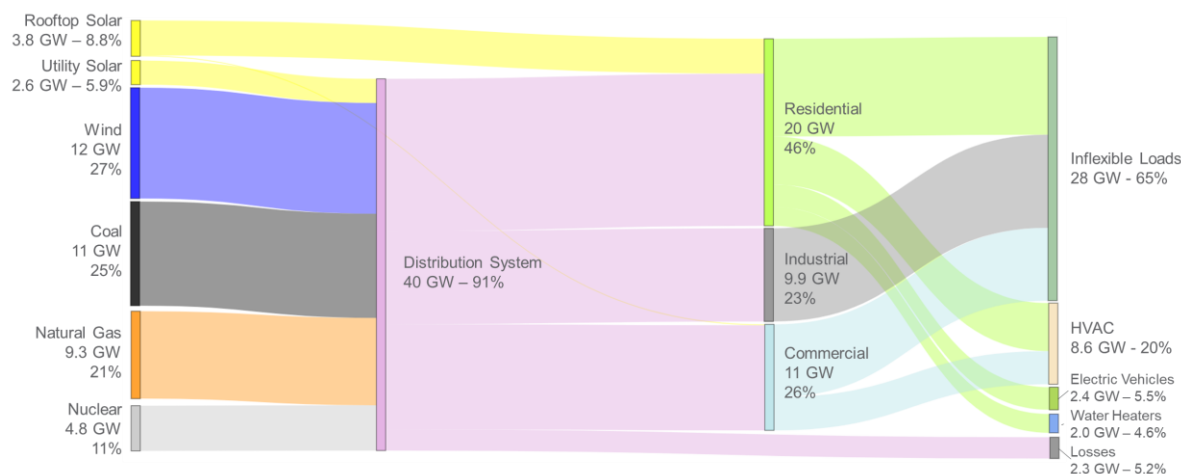 Rooftop Solar
3.8 GW – 8.8%
Utility Solar
2.6 GW – 5.9%
Wind
12 GW
27%
Coal
11 GW
25%
Natural Gas
9.3 GW
21%
Nuclear
4.8 GW
11%
Distribution System
40 GW – 91%
Residential
20 GW
46%
Industrial
9.9 GW
23%
Commercial
11 GW
26%
Inflexible Loads
28 GW - 65%
HVAC
8.6 GW - 20%
Electric Vehicles
2.4 GW – 5.5%
Water Heaters
2.0 GW – 4.6%
Losses
2.3 GW – 5.2%